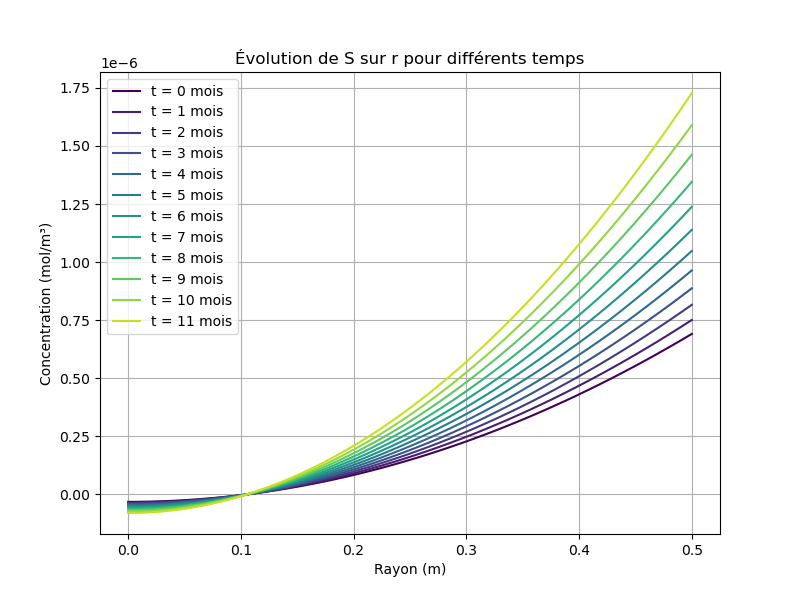 Évolution de S sur r pour différents temps
1e−6
1.75
1.50
1.25
1.00
0.75
0.50
0.25
0.00
Concentration (mol/m³)
t = 0 mois
t = 1 mois
t = 2 mois
t = 3 mois
t = 4 mois
t = 5 mois
t = 6 mois
t = 7 mois
t = 8 mois
t = 9 mois
t = 10 mois
t = 11 mois
0.0 0.1 0.2 0.3 0.4 0.5
Rayon (m)